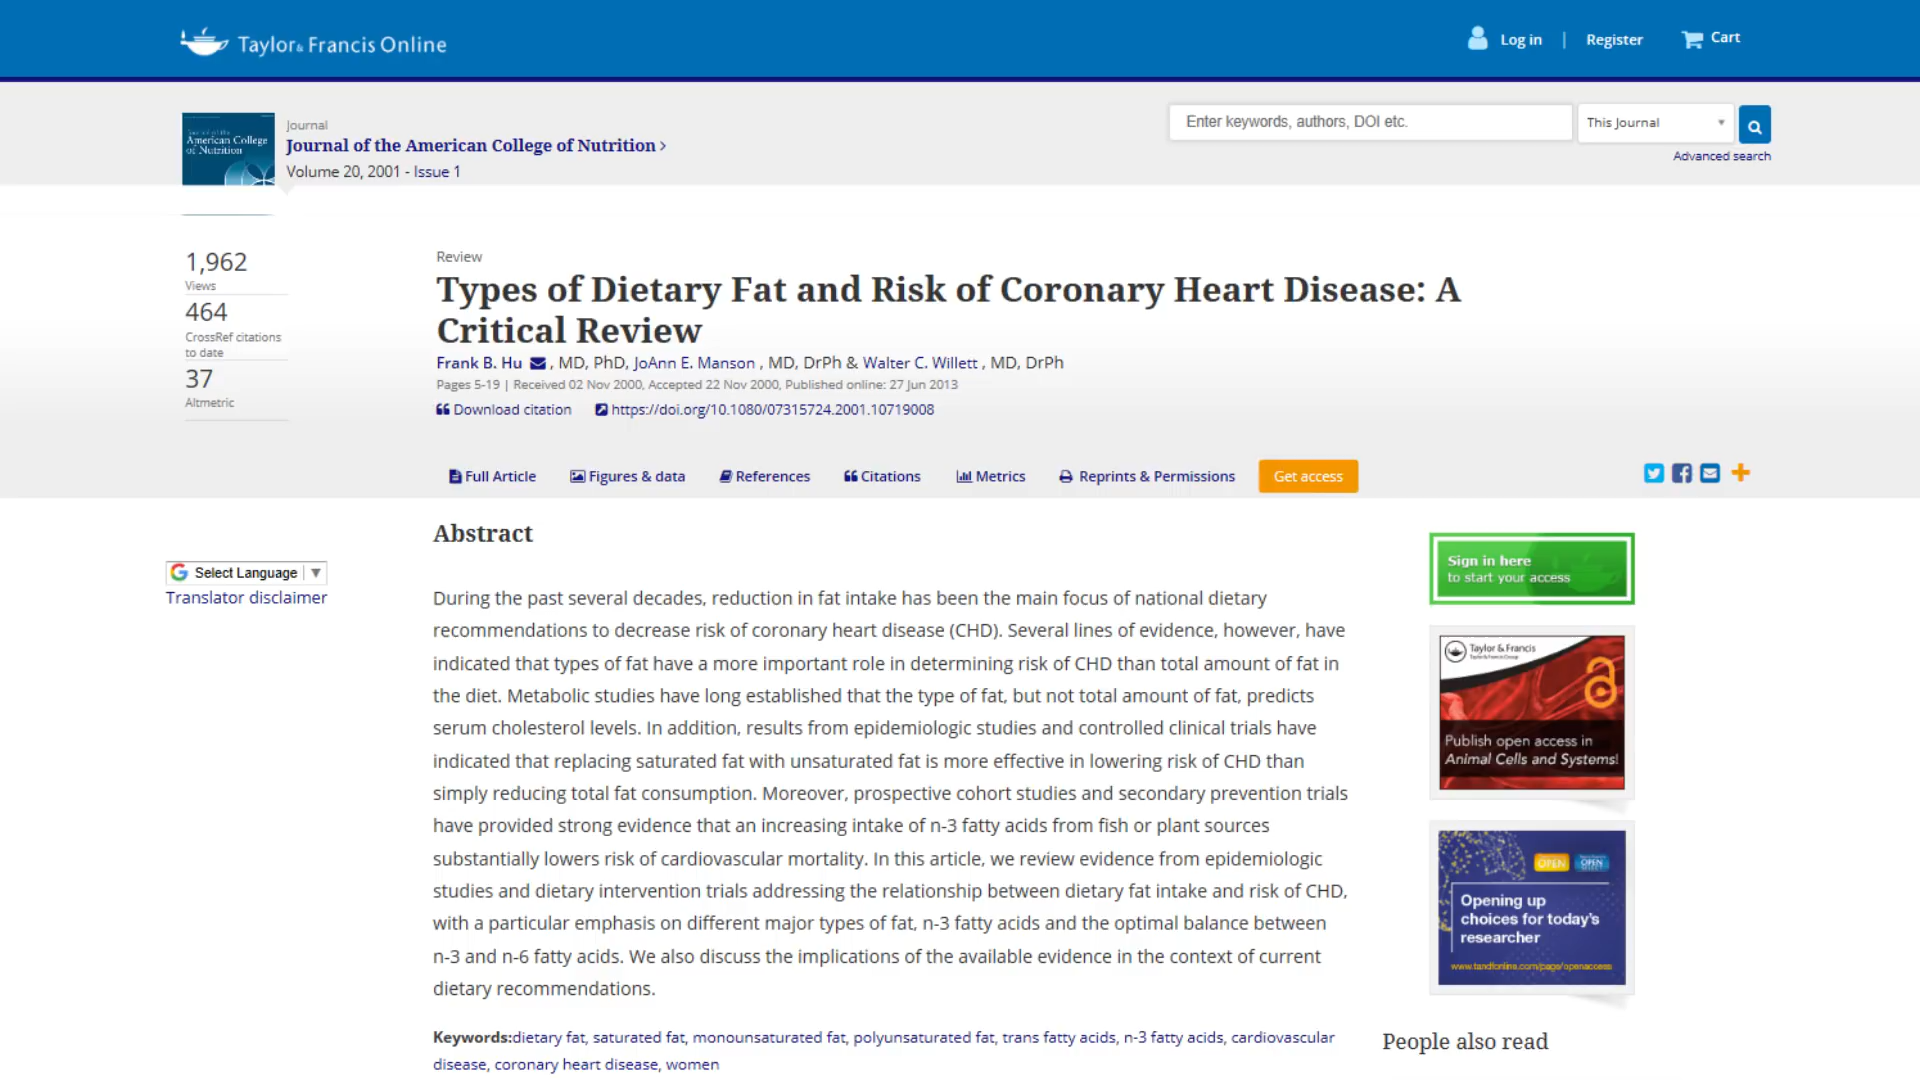 Taylor & Francis Online
Log in | Register Cart
Journal of the
American College
of Nutrition
Journal
Journal of the American College of Nutrition >
Volume 20, 2001 - Issue 1
Enter keywords, authors, DOI etc.
This Journal
Advanced search
1,962
Views
464
CrossRef citations
to date
37
Altmetric
Review
Types of Dietary Fat and Risk of Coronary Heart Disease: A
Critical Review
Frank B. Hu , MD, PhD, JoAnn E. Manson , MD, DrPh & Walter C. Willett , MD, DrPh
Pages 5-19 | Received 02 Nov 2000, Accepted 22 Nov 2000, Published online: 27 Jun 2013
Download citation https://doi.org/10.1080/07315724.2001.10719008
Full Article Figures & data References Citations Metrics Reprints & Permissions Get access
Select Language
Translator disclaimer
Abstract
During the past several decades, reduction in fat intake has been the main focus of national dietary
recommendations to decrease risk of coronary heart disease (CHD). Several lines of evidence, however, have
indicated that types of fat have a more important role in determining risk of CHD than total amount of fat in
the diet. Metabolic studies have long established that the type of fat, but not total amount of fat, predicts
serum cholesterol levels. In addition, results from epidemiologic studies and controlled clinical trials have
indicated that replacing saturated fat with unsaturated fat is more effective in lowering risk of CHD than
simply reducing total fat consumption. Moreover, prospective cohort studies and secondary prevention trials
have provided strong evidence that an increasing intake of n-3 fatty acids from fish or plant sources
substantially lowers risk of cardiovascular mortality. In this article, we review evidence from epidemiologic
studies and dietary intervention trials addressing the relationship between dietary fat intake and risk of CHD,
with a particular emphasis on different major types of fat, n-3 fatty acids and the optimal balance between
n-3 and n-6 fatty acids. We also discuss the implications of the available evidence in the context of current
dietary recommendations.
Keywords:dietary fat, saturated fat, monounsaturated fat, polyunsaturated fat, trans fatty acids, n-3 fatty acids, cardiovascular
disease, coronary heart disease, women
Sign in here
to start your access
Taylor & Francis
Taylor & Francis Group
Publish open access in
Animal Cells and Systems!
OPEN OPEN
Opening up
choices for today's
researcher
www.tandfonline.com/page/openaccess
People also read